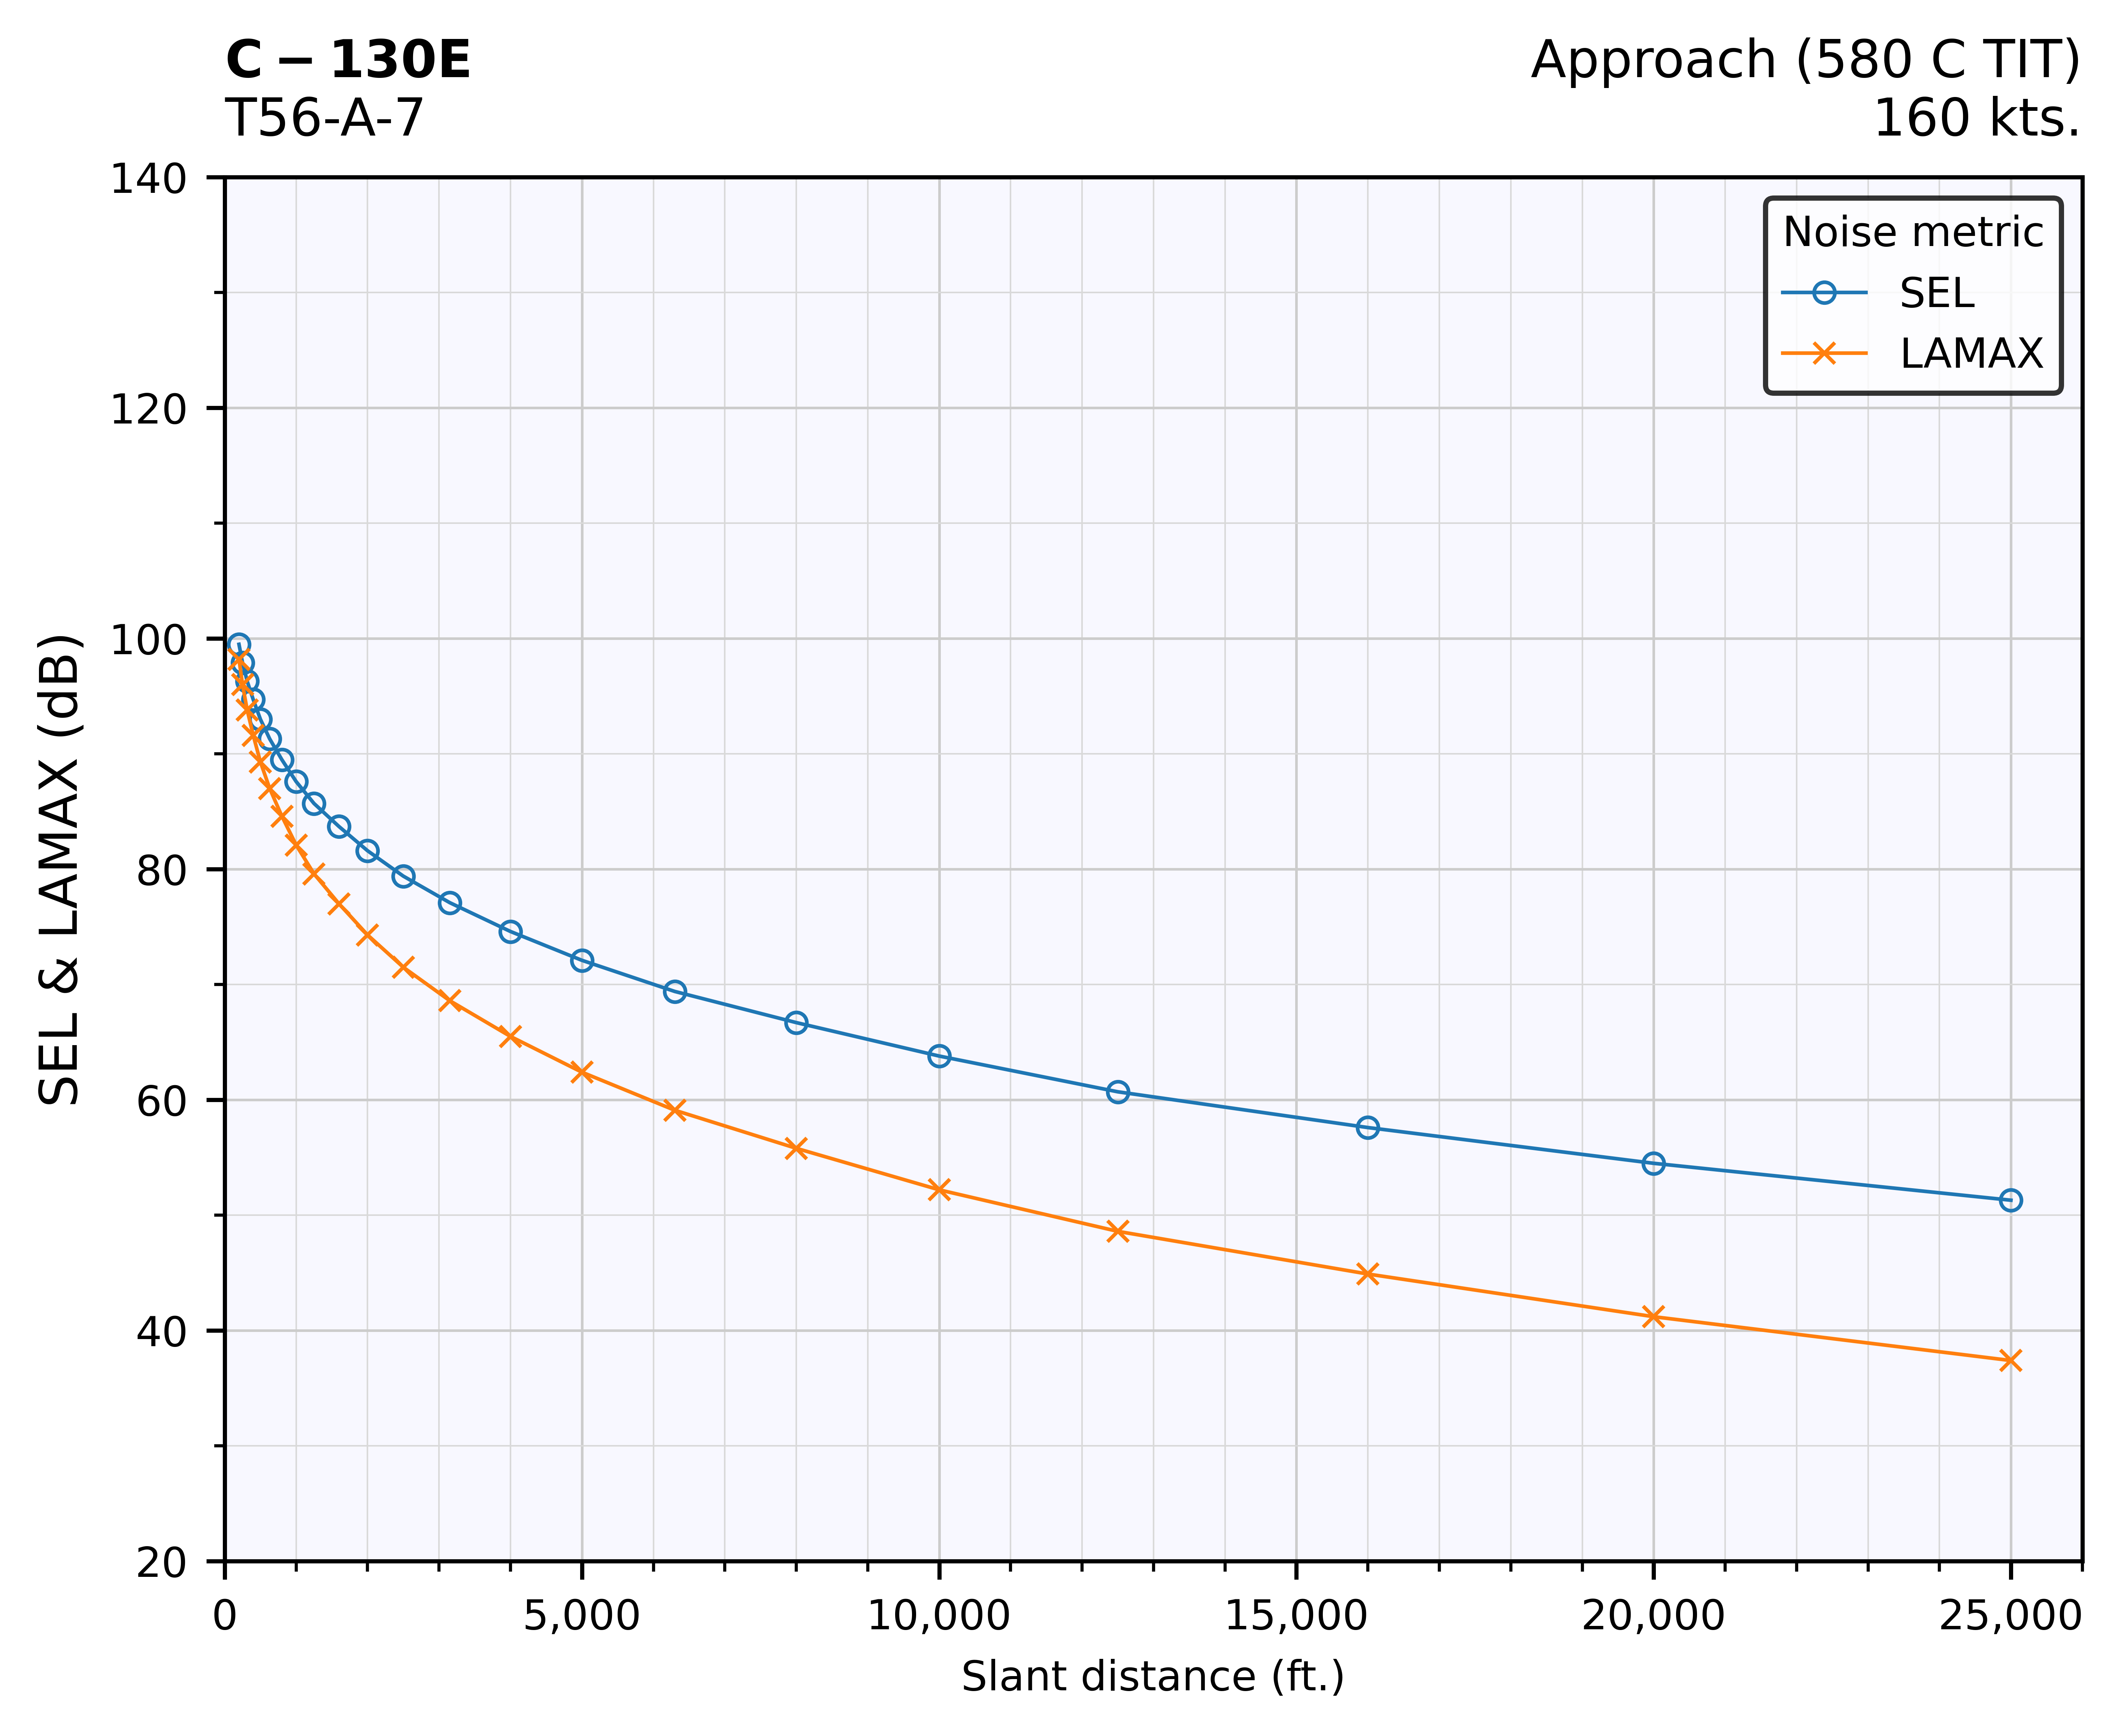 C – 130E
T56-A-7
Approach (580 C TIT)
160 kts.
SEL & LAMAX (dB)
140
120
100
80
60
40
20
Noise metric
SEL
LAMAX
0 5,000 10,000 15,000 20,000 25,000
Slant distance (ft.)